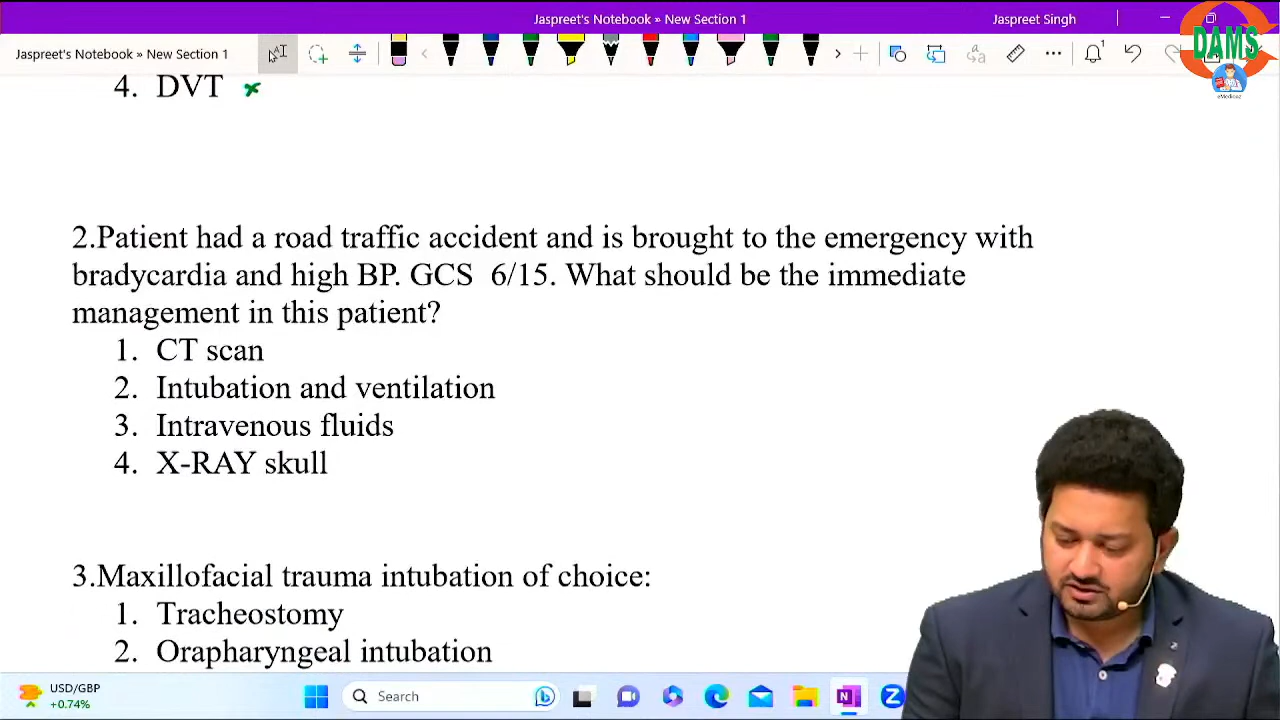 Jaspreet's Notebook » New Section 1
Jaspreet Singh
Jaspreet's Notebook » New Section 1
DAMS
eMedicoz
4. DVT
2.Patient had a road traffic accident and is brought to the emergency with
bradycardia and high BP. GCS 6/15. What should be the immediate
management in this patient?
1. CT scan
2. Intubation and ventilation
3. Intravenous fluids
4. X-RAY skull
3.Maxillofacial trauma intubation of choice:
1. Tracheostomy
2. Orapharyngeal intubation
USD/GBP
+0.74%
Search